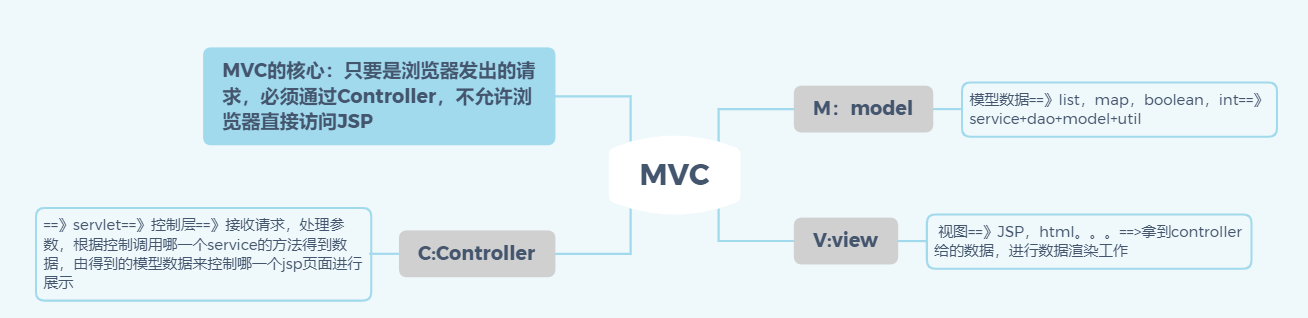 MVC的核心：只要是浏览器发出的请
求，必须通过Controller，不允许浏
览器直接访问JSP
MVC
M：model
模型数据==》list，map，boolean，int==》
service+dao+model+util
V:view
视图==》JSP，html。。。==>拿到controller
给的数据，进行数据渲染工作
C:Controller
==》servlet==》控制层==》接收请求，处理参
数，根据控制调用哪一个service的方法得到数
据，由得到的模型数据来控制哪一个jsp页面进行
展示